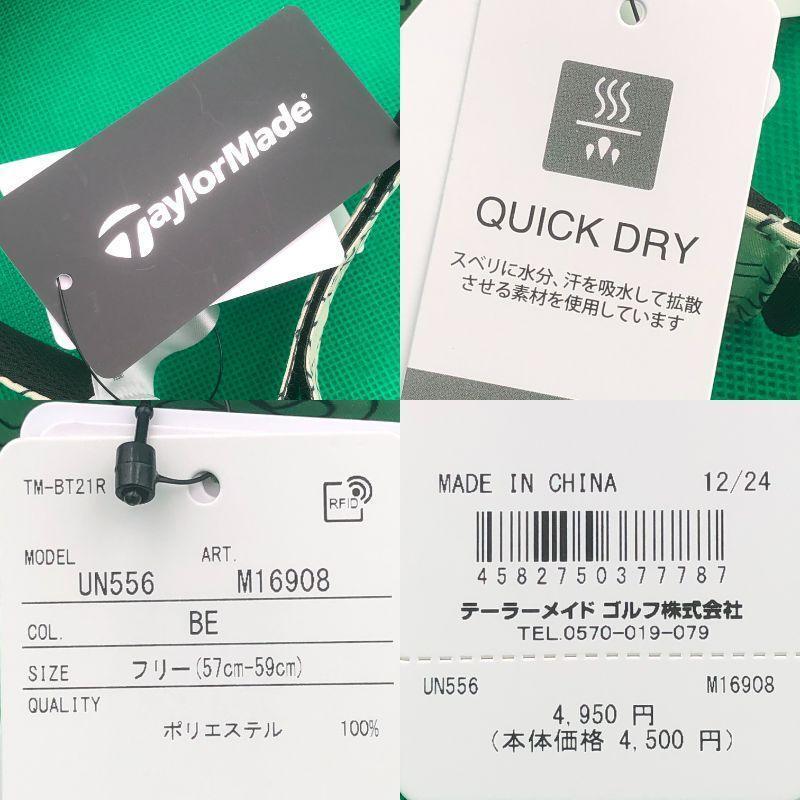 TaylorMade®
QUICK DRY
スベリに水分、汗を吸水して拡散
させる素材を使用しています
TM-BT21R
RFID
MODEL ART.
UN556 M16908
COL. BE
SIZE フリー(57cm-59cm)
QUALITY
ポリエステル 100%
MADE IN CHINA 12/24
4582750377787
テーラーメイド ゴルフ株式会社
TEL.0570-019-079
UN556 M16908
4,950 円
(本体価格 4,500 円)